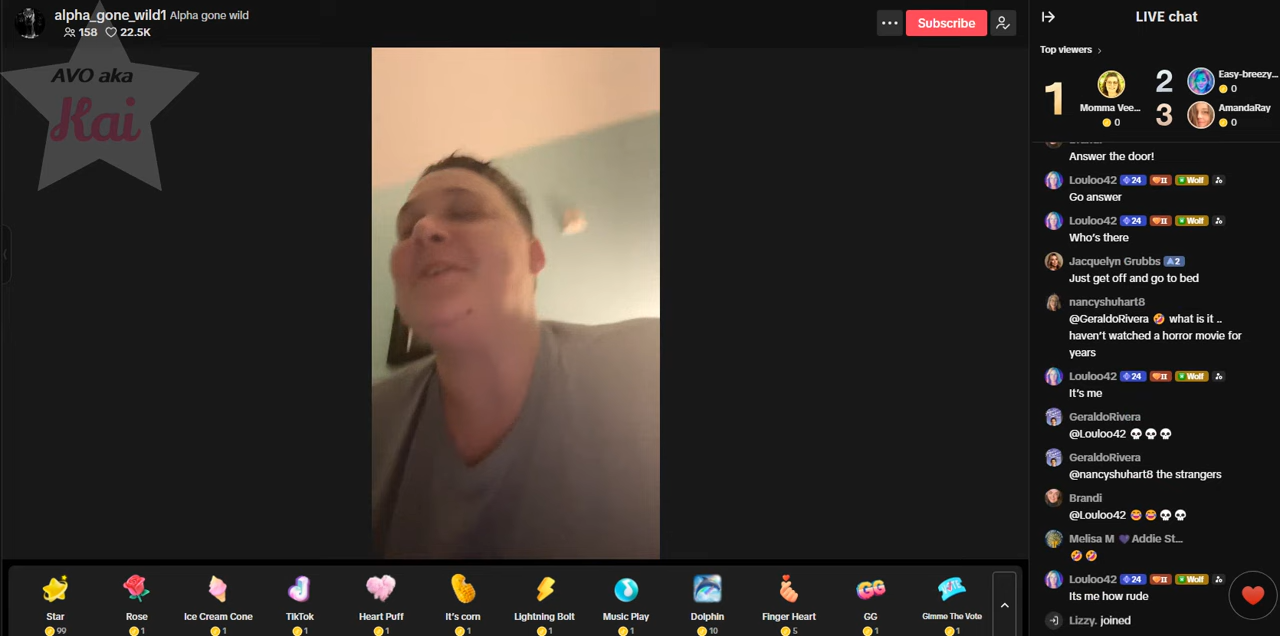 alpha_gone_wild1 Alpha gone wild
158 22.5K
Subscribe
AVO aka
Kai
LIVE chat
Top viewers
1
Momma Vee...
0
2
Easy-breezy...
0
3
AmandaRay
0
Answer the door!
Louloo42 24 II Wolf
Go answer
Louloo42 24 II Wolf
Who's there
Jacquelyn Grubbs 2
Just get off and go to bed
nancyshuhart8
@GeraldoRivera 🤣 what is it ..
haven't watched a horror movie for
years
Louloo42 24 II Wolf
It's me
GeraldoRivera
@Louloo42 💀💀💀
GeraldoRivera
@nancyshuhart8 the strangers
Brandi
@Louloo42 😂😂💀💀
Melisa M 💜Addie St...
🤣🤣
Louloo42 24 II Wolf
Its me how rude
Lizzy. joined
Star
99
Rose
1
Ice Cream Cone
1
TikTok
1
Heart Puff
1
It's corn
1
Lightning Bolt
1
Music Play
1
Dolphin
10
Finger Heart
5
GG
1
Gimme The Vote
1